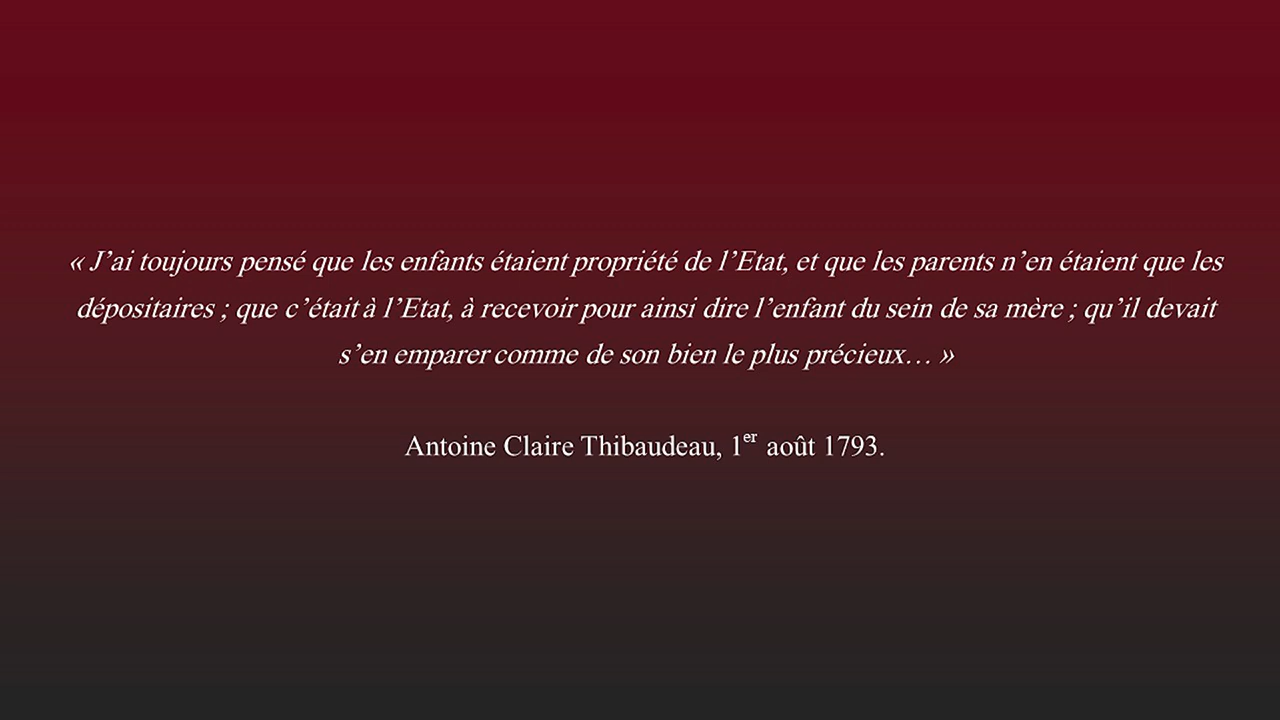 « J’ai toujours pensé que les enfants étaient propriété de l’Etat, et que les parents n’en étaient que les
dépositaires ; que c’était à l’Etat, à recevoir pour ainsi dire l’enfant du sein de sa mère ; qu’il devait
s’en emparer comme de son bien le plus précieux… »
Antoine Claire Thibaudeau, 1er août 1793.